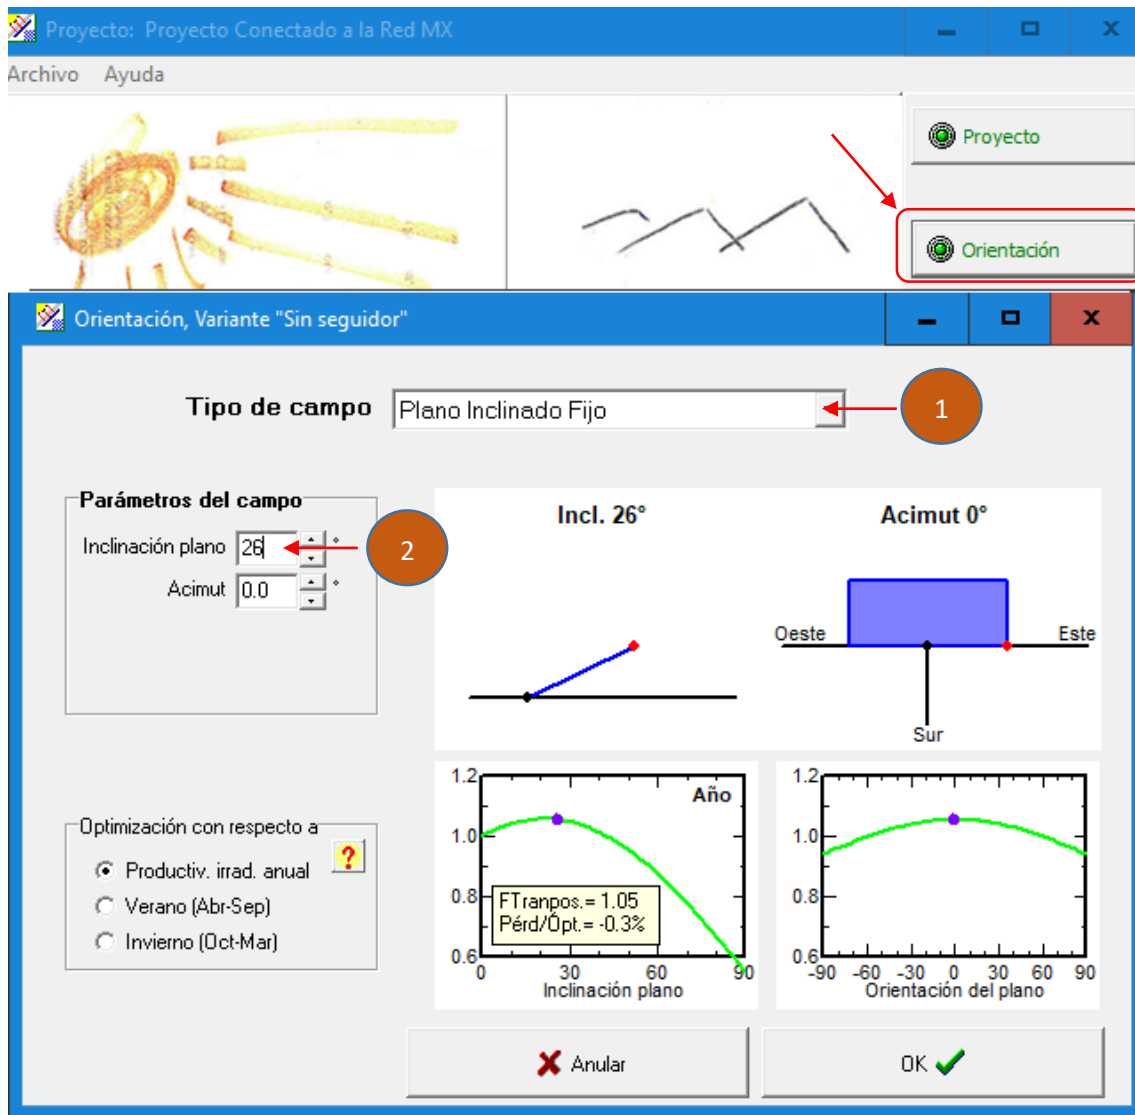 Proyecto: Proyecto Conectado a la Red MX
Archivo Ayuda
Proyecto
Orientación
Orientación, Variante "Sin seguidor"
Tipo de campo Plano Inclinado Fijo
1
Parámetros del campo
Inclinación plano 26 °
2
Acimut 0.0 °
Incl. 26°
Acimut 0°
Oeste
Este
Sur
Optimización con respecto a
?
Productiv. irrad. anual
Verano (Abr-Sep)
Invierno (Oct-Mar)
1.2
Año
1.0
0.8
FTranpos.= 1.05
Pérd/Ópt.= -0.3%
0.6
0 30 60 90
Inclinación plano
1.2
1.0
0.8
0.6
-90 -60 -30 0 30 60 90
Orientación del plano
Anular
OK